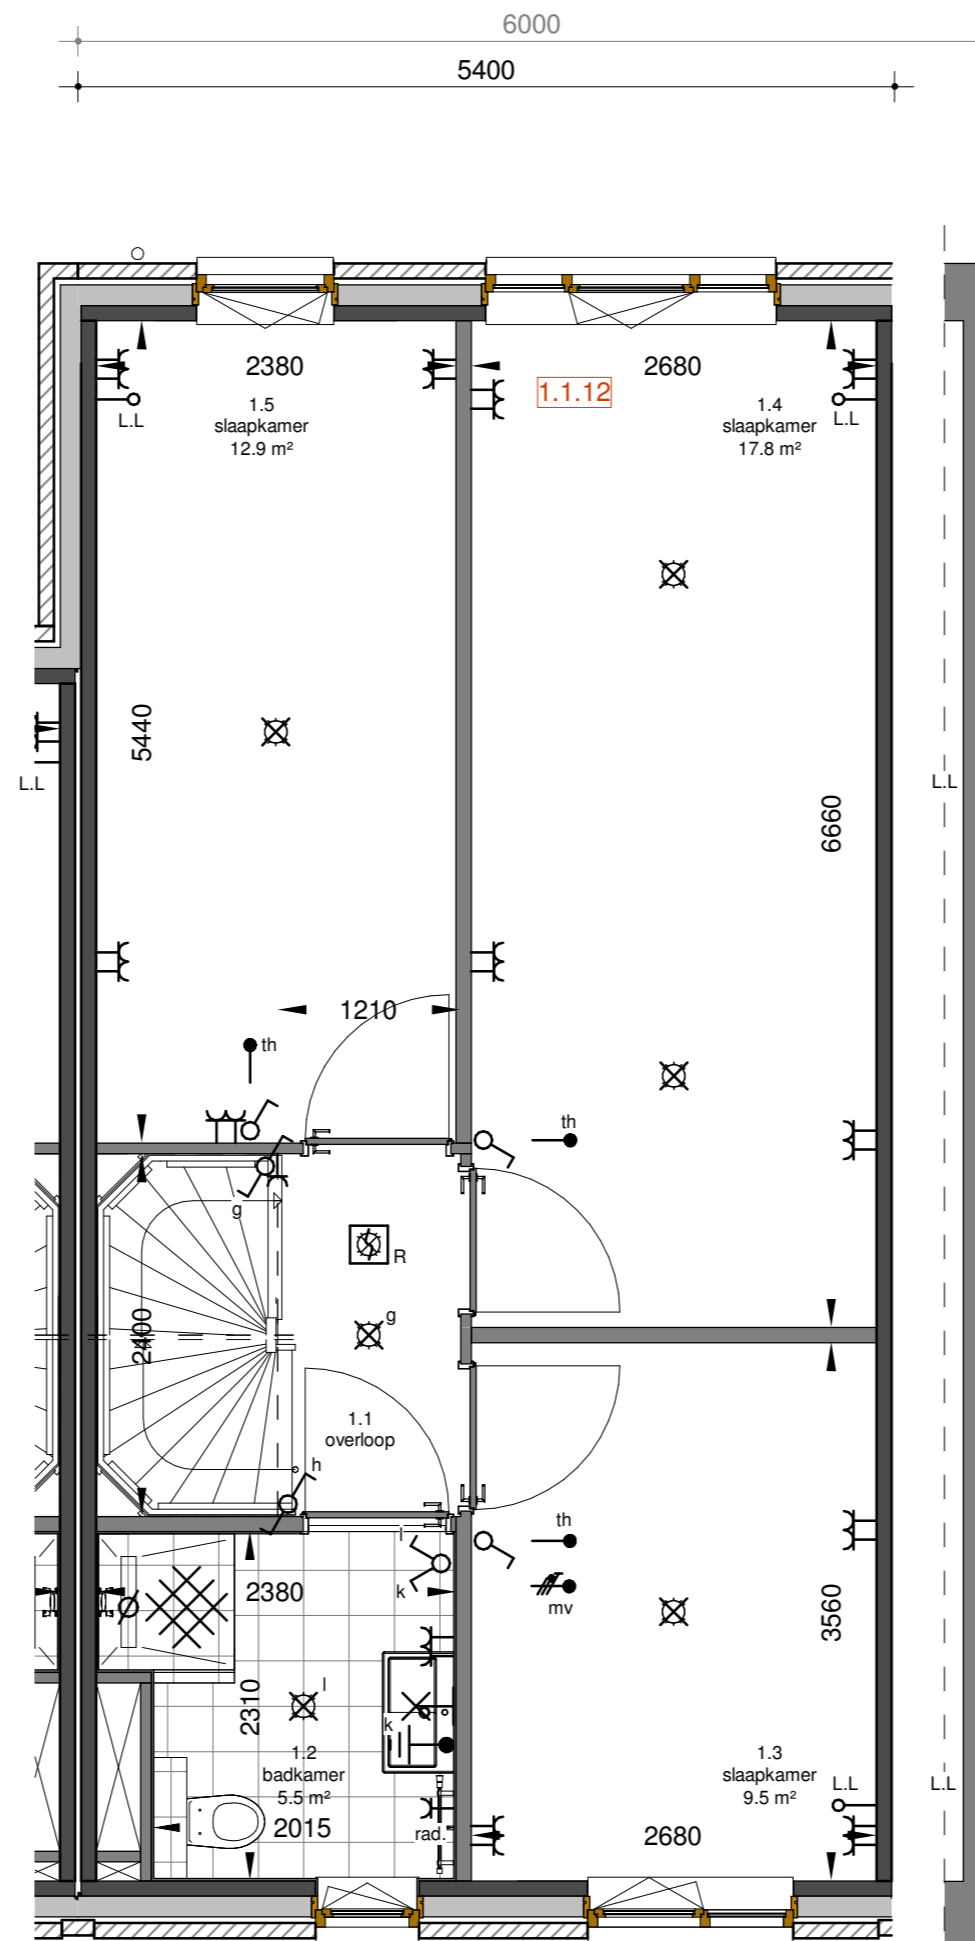 6000
5400
2380
2680
1.1.12
1.5
slaapkamer
12.9 m²
1.4
slaapkamer
17.8 m²
L.L
L.L
5440
L.L
L.L
6660
1210
th
th
g
R
g
2400
1.1
overloop
h
l
th
k
2380
mv
3560
l
2310
k
1.2
badkamer
5.5 m²
1.3
slaapkamer
9.5 m²
L.L
L.L
2015
rad.
2680